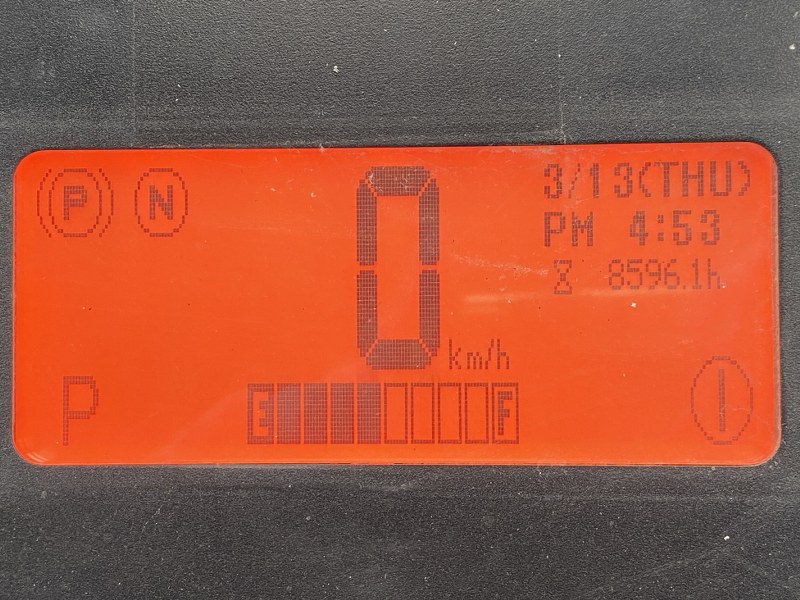 P N
0 km/h
3/13(THU)
PM 4:53
8596.1h
P
E F
I